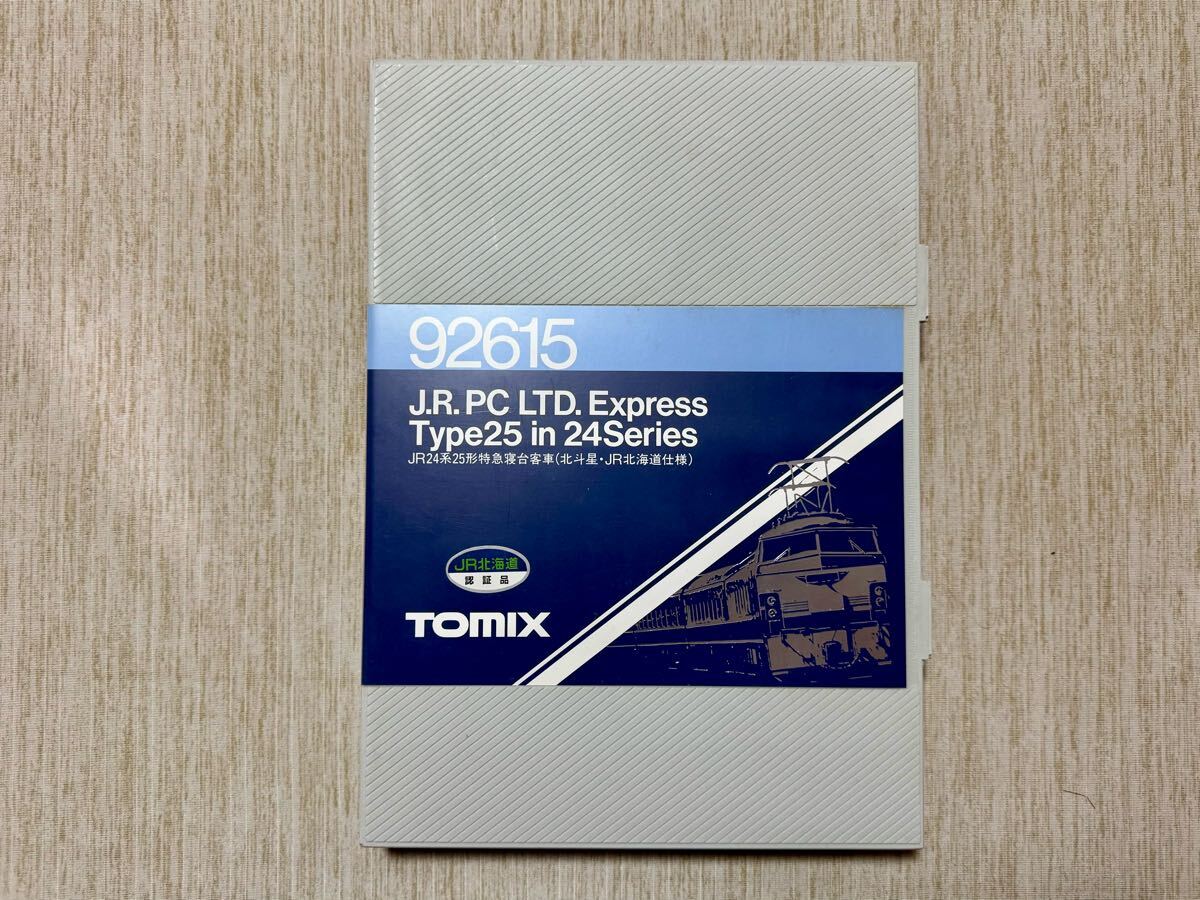 92615
J.R. PC LTD. Express
Type25 in 24Series
JR24系25形特急寝台客車(北斗星・JR北海道仕様)
JR北海道
認証品
TOMIX